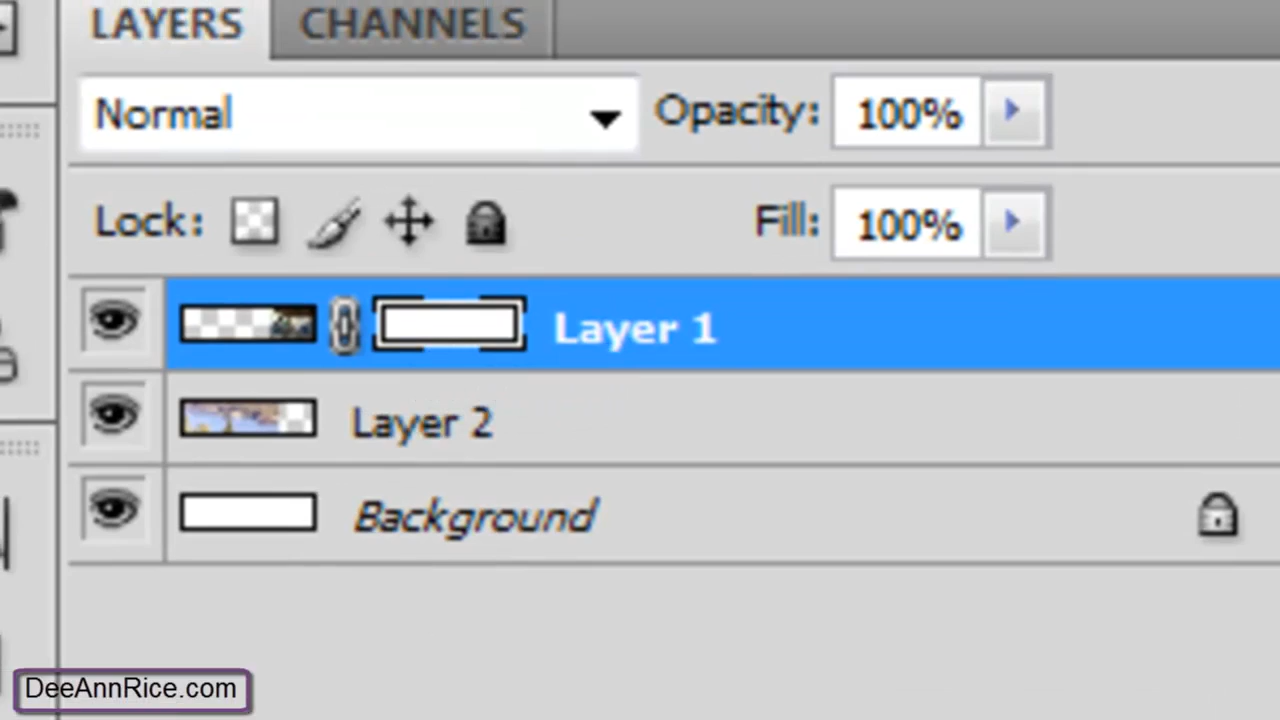 LAYERS CHANNELS
Normal Opacity: 100%
Lock: Fill: 100%
Layer 1
Layer 2
Background
DeeAnnRice.com